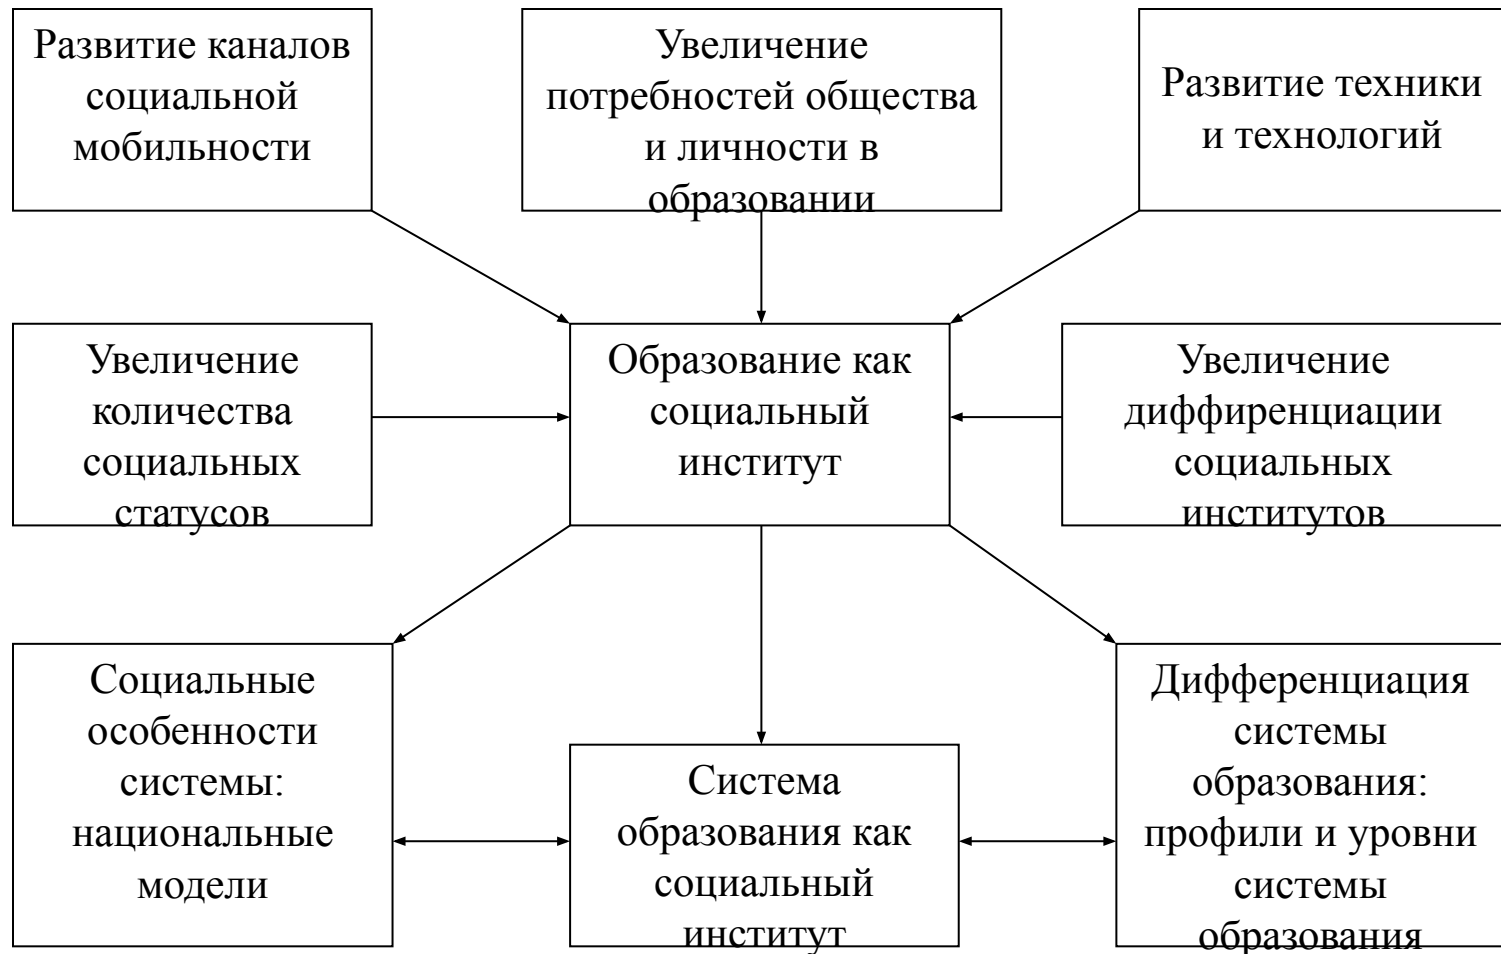 Развитие каналов
социальной
мобильности
Увеличение
потребностей общества
и личности в
образовании
Развитие техники
и технологий
Увеличение
количества
социальных
статусов
Образование как
социальный
институт
Увеличение
диффиренциации
социальных
институтов
Социальные
особенности
системы:
национальные
модели
Система
образования как
социальный
институт
Дифференциация
системы
образования:
профили и уровни
системы
образования